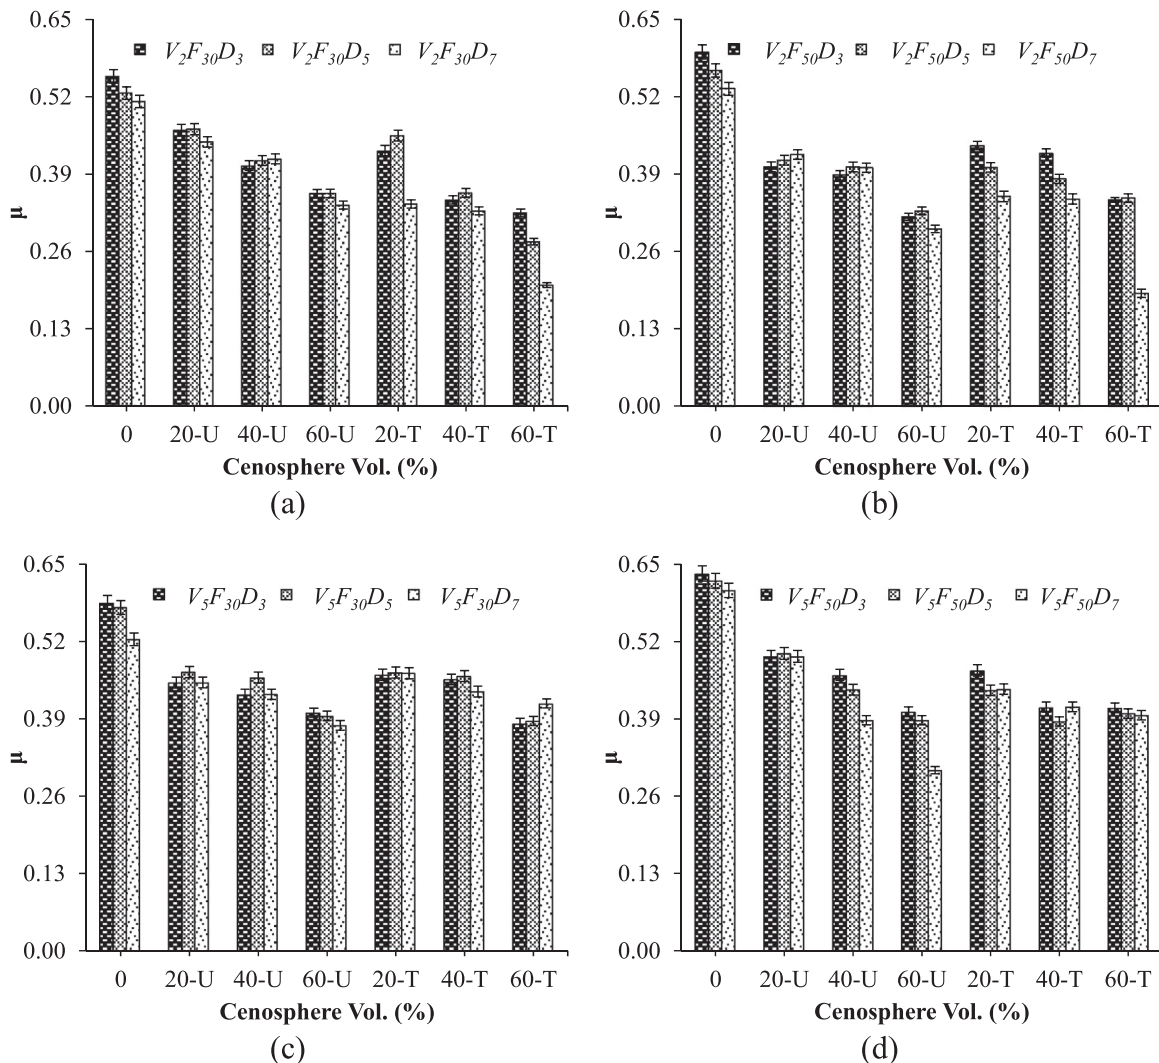 0.65
V₂F₃₀D₃ V₂F₃₀D₅ V₂F₃₀D₇
0.52
0.39
μ
0.26
0.13
0.00
0 20-U 40-U 60-U 20-T 40-T 60-T
Cenosphere Vol. (%)
(a)
0.65
V₂F₅₀D₃ V₂F₅₀D₅ V₂F₅₀D₇
0.52
0.39
μ
0.26
0.13
0.00
0 20-U 40-U 60-U 20-T 40-T 60-T
Cenosphere Vol. (%)
(b)
0.65
V₅F₃₀D₃ V₅F₃₀D₅ V₅F₃₀D₇
0.52
0.39
μ
0.26
0.13
0.00
0 20-U 40-U 60-U 20-T 40-T 60-T
Cenosphere Vol. (%)
(c)
0.65
V₅F₅₀D₃ V₅F₅₀D₅ V₅F₅₀D₇
0.52
0.39
μ
0.26
0.13
0.00
0 20-U 40-U 60-U 20-T 40-T 60-T
Cenosphere Vol. (%)
(d)